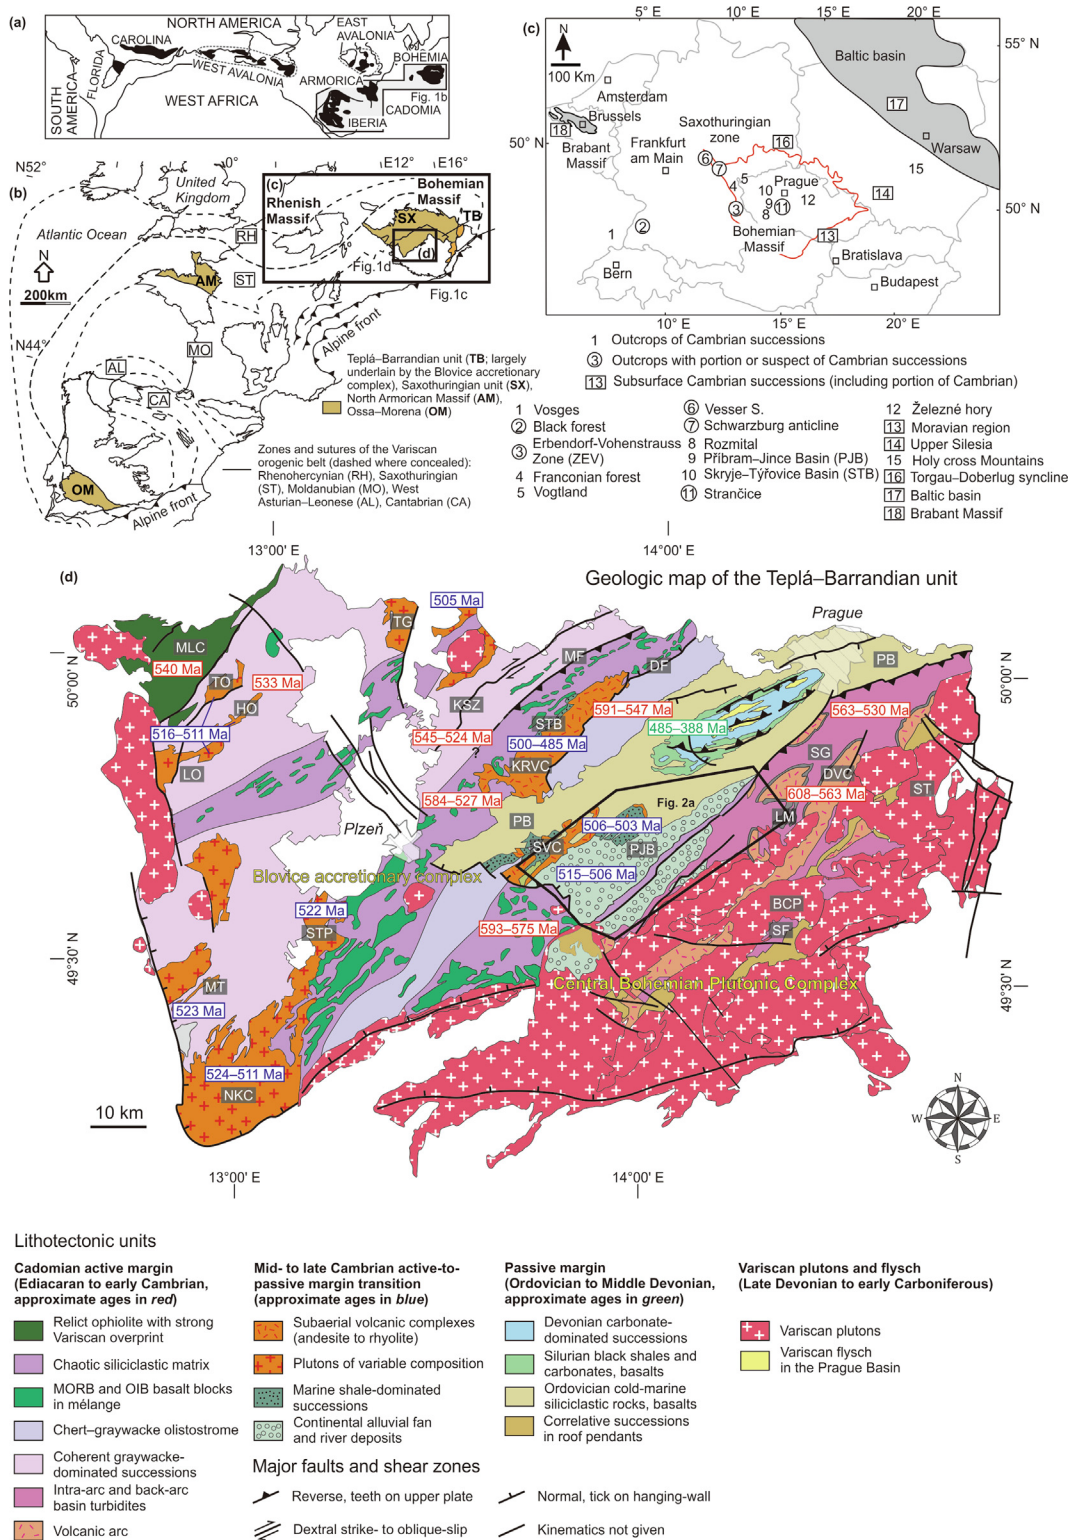 (a)
NORTH AMERICA
EAST
AVALONIA
CAROLINA
BOHEMIA
FLORIDA
WEST AVALONIA
ARMORICA
SOUTH
AMERICA
WEST AFRICA
Fig. 1b
CADOMIA
IBERIA
(b)
N52°
0°
E12°
E16°
United
Kingdom
(c)
Bohemian
Massif
Rhenish
Massif
SX
TB
Atlantic Ocean
RH
(d)
N
Fig.1d
AM
ST
200km
Fig.1c
N44°
MO
Alpine front
AL
CA
OM
Alpine front
Teplá–Barrandian unit (TB; largely
underlain by the Blovice accretionary
complex), Saxothuringian unit (SX),
North Armorican Massif (AM),
Ossa–Morena (OM)
Zones and sutures of the Variscan
orogenic belt (dashed where concealed):
Rhenohercynian (RH), Saxothuringian
(ST), Moldanubian (MO), West
Asturian–Leonese (AL), Cantabrian (CA)
(c)
5° E
10° E
15° E
20° E
N
55° N
100 Km
Baltic basin
Amsterdam
Brussels
17
18
Saxothuringian
zone
50° N
Brabant
Massif
Frankfurt
am Main
16
Warsaw
6
7
15
5
4
Prague
10
12
14
9
3
11
8
50° N
2
1
Bohemian
Massif
13
Bratislava
Bern
Budapest
10° E
15° E
20° E
1 Outcrops of Cambrian successions
3 Outcrops with portion or suspect of Cambrian successions
13 Subsurface Cambrian successions (including portion of Cambrian)
1 Vosges
2 Black forest
3 Erbendorf-Vohenstrauss
Zone (ZEV)
4 Franconian forest
5 Vogtland
6 Vesser S.
7 Schwarzburg anticline
8 Rozmital
9 Příbram–Jince Basin (PJB)
10 Skryje–Týřovice Basin (STB)
11 Strančice
12 Železné hory
13 Moravian region
14 Upper Silesia
15 Holy cross Mountains
16 Torgau–Doberlug syncline
17 Baltic basin
18 Brabant Massif
13°00' E
14°00' E
(d)
Geologic map of the Teplá–Barrandian unit
505 Ma
Prague
TG
MLC
MF
PB
540 Ma
DF
50°00' N
TO
533 Ma
50°00' N
HO
KSZ
591–547 Ma
563–530 Ma
STB
485–388 Ma
516–511 Ma
545–524 Ma
500–485 Ma
SG
LO
KRVC
DVC
608–563 Ma
ST
584–527 Ma
Fig. 2a
LM
PB
506–503 Ma
Plzeň
SVC
PJB
Blovice accretionary complex
515–506 Ma
522 Ma
BCP
593–575 Ma
STP
SF
49°30' N
49°30' N
MT
Central Bohemian Plutonic Complex
523 Ma
524–511 Ma
NKC
10 km
N
W
E
S
13°00' E
14°00' E
Lithotectonic units
Cadomian active margin
(Ediacaran to early Cambrian,
approximate ages in red)
Relict ophiolite with strong
Variscan overprint
Chaotic siliciclastic matrix
MORB and OIB basalt blocks
in mélange
Chert–graywacke olistostrome
Coherent graywacke-
dominated successions
Intra-arc and back-arc
basin turbidites
Volcanic arc
Mid- to late Cambrian active-to-
passive margin transition
(approximate ages in blue)
Subaerial volcanic complexes
(andesite to rhyolite)
Plutons of variable composition
Marine shale-dominated
successions
Continental alluvial fan
and river deposits
Passive margin
(Ordovician to Middle Devonian,
approximate ages in green)
Devonian carbonate-
dominated successions
Silurian black shales and
carbonates, basalts
Ordovician cold-marine
siliciclastic rocks, basalts
Correlative successions
in roof pendants
Variscan plutons and flysch
(Late Devonian to early Carboniferous)
Variscan plutons
Variscan flysch
in the Prague Basin
Major faults and shear zones
Reverse, teeth on upper plate
Normal, tick on hanging-wall
Dextral strike- to oblique-slip
Kinematics not given